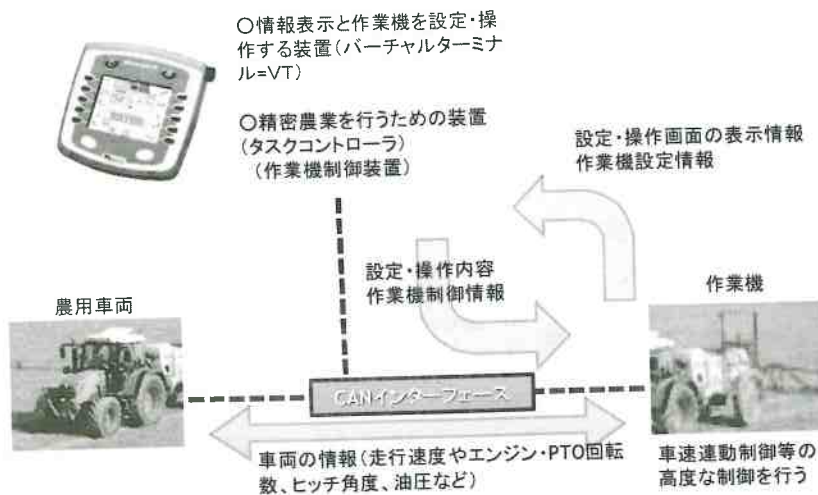 〇情報表示と作業機を設定・操
作する装置(バーチャルターミナ
ル=VT)
〇精密農業を行うための装置
(タスクコントローラ)
(作業機制御装置)
設定・操作画面の表示情報
作業機設定情報
設定・操作内容
作業機制御情報
農用車両
作業機
CANインターフェース
車両の情報(走行速度やエンジン・PTO回転
数、ヒッチ角度、油圧など)
車速連動制御等の
高度な制御を行う